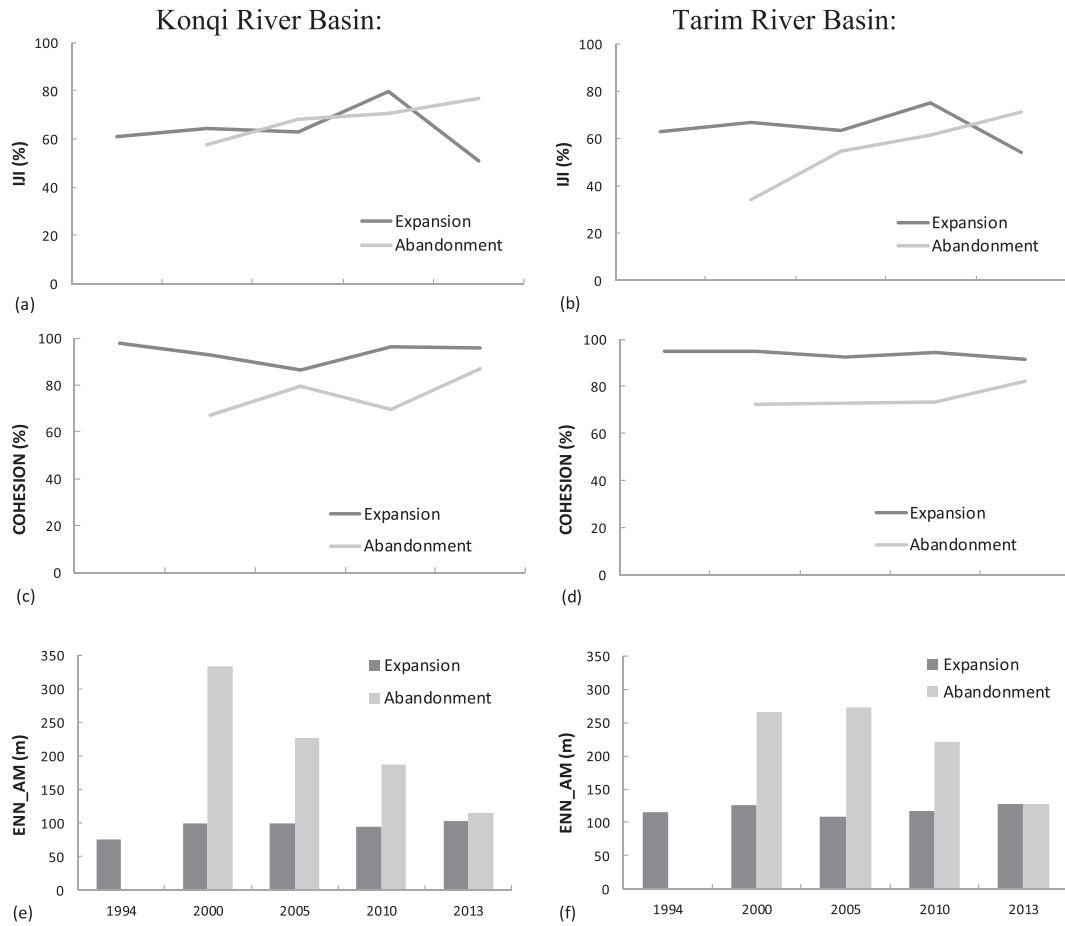 Konqi River Basin:
Tarim River Basin:
100
80
60
40
20
0
IJI (%)
Expansion
Abandonment
(a)
100
80
60
40
20
0
IJI (%)
Expansion
Abandonment
(b)
100
80
60
40
20
0
COHESION (%)
Expansion
Abandonment
(c)
100
80
60
40
20
0
COHESION (%)
Expansion
Abandonment
(d)
350
300
250
200
150
100
50
0
ENN_AM (m)
Expansion
Abandonment
1994 2000 2005 2010 2013
(e)
350
300
250
200
150
100
50
0
ENN_AM (m)
Expansion
Abandonment
1994 2000 2005 2010 2013
(f)